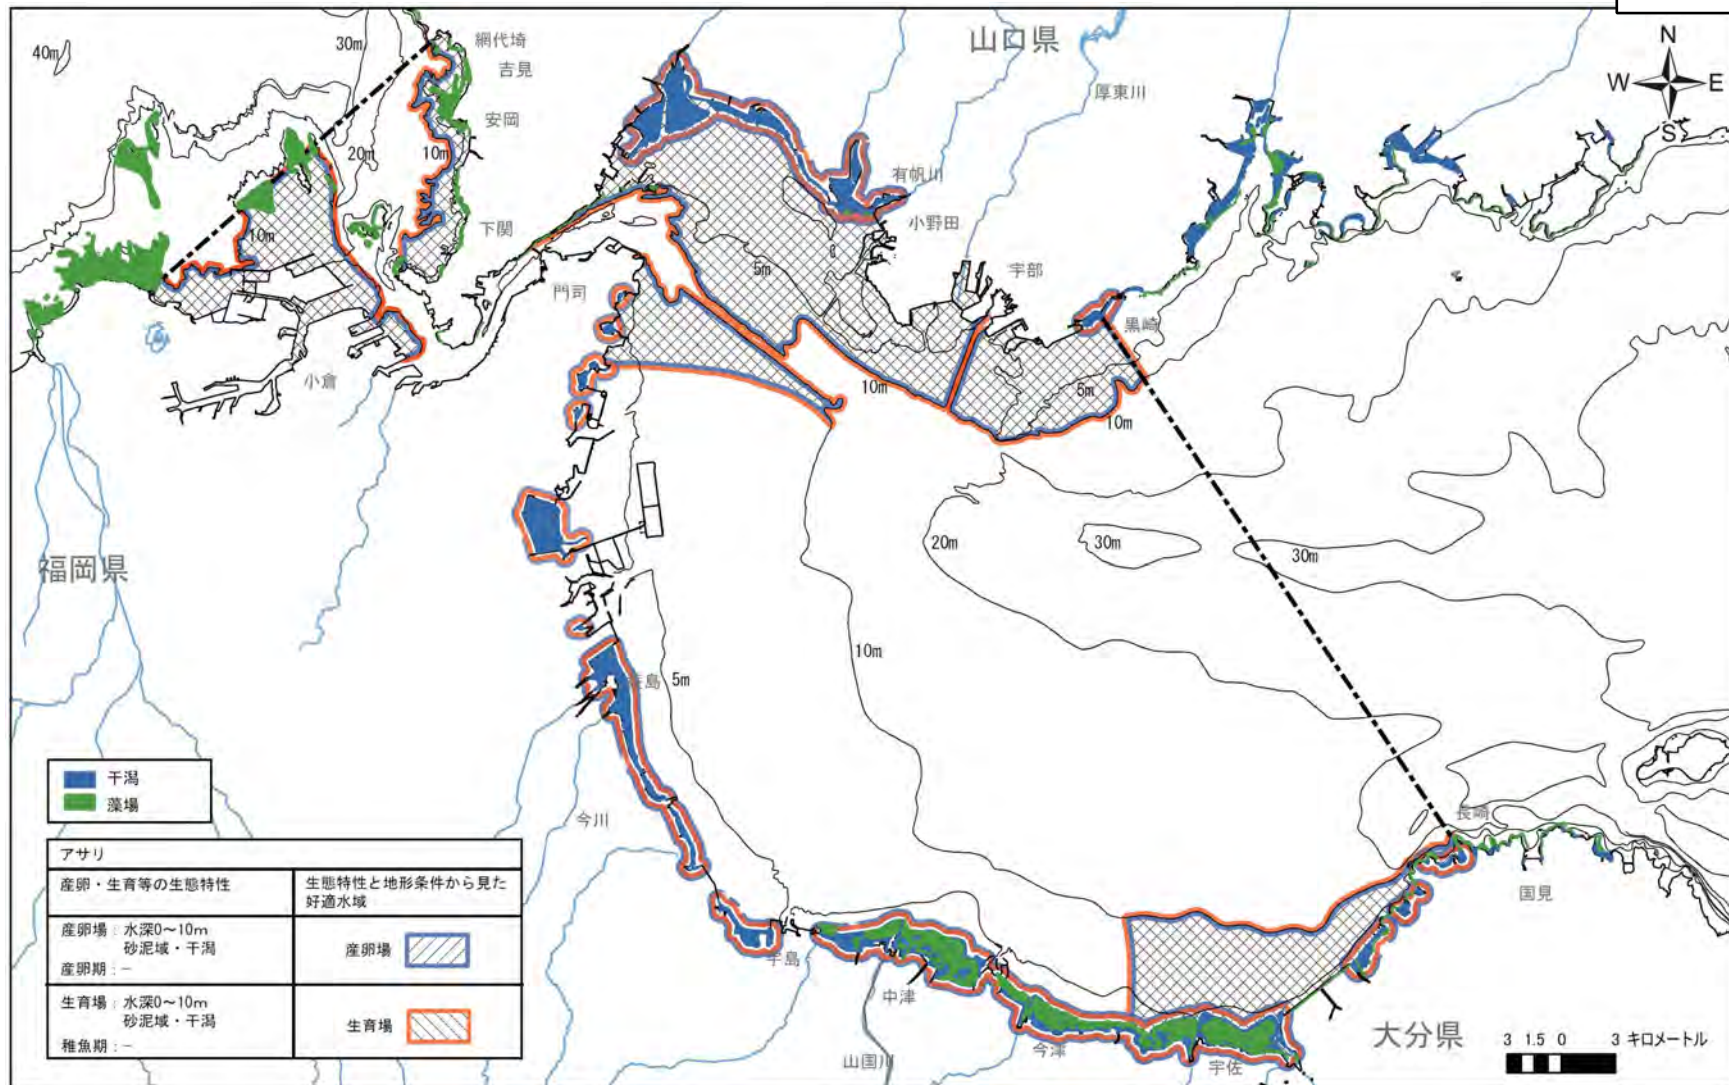 40m
30m
網代埼
吉見
安岡
20m
10m
10m
下関
門司
小倉
山口県
厚東川
有帆川
小野田
宇部
黒崎
5m
5m
10m
10m
N
W
E
S
20m
30m
30m
福岡県
10m
5m
今川
宇島
中津
山国川
今津
宇佐
長崎
国見
大分県
3 1.5 0 3 キロメートル
干潟
藻場
アサリ
産卵・生育等の生態特性
生態特性と地形条件から見た
好適水域
産卵場：水深0～10m
砂泥域・干潟
産卵期：－
産卵場
生育場：水深0～10m
砂泥域・干潟
稚魚期：－
生育場